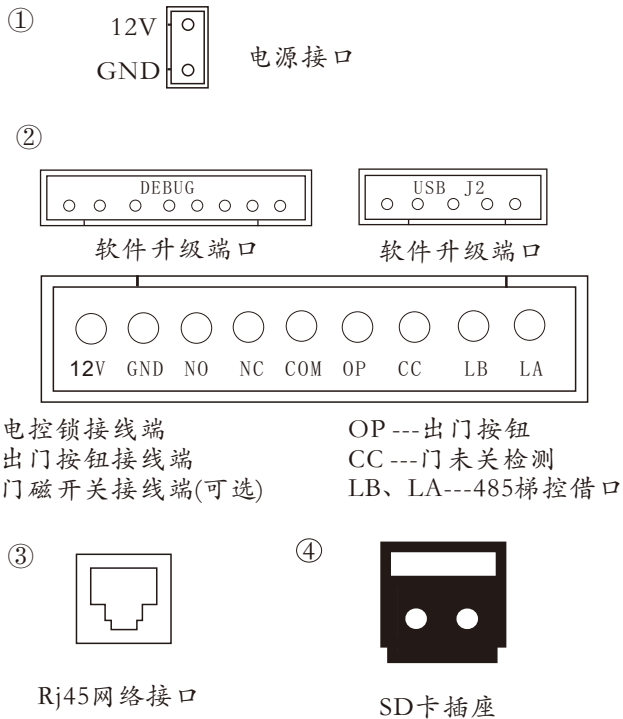 ①
12V
GND
电源接口
②
DEBUG
USB J2
软件升级端口
软件升级端口
12V GND NO NC COM OP CC LB LA
电控锁接线端
出门按钮接线端
门磁开关接线端(可选)
OP ---出门按钮
CC ---门未关检测
LB、LA---485梯控借口
③
Rj45网络接口
④
SD卡插座